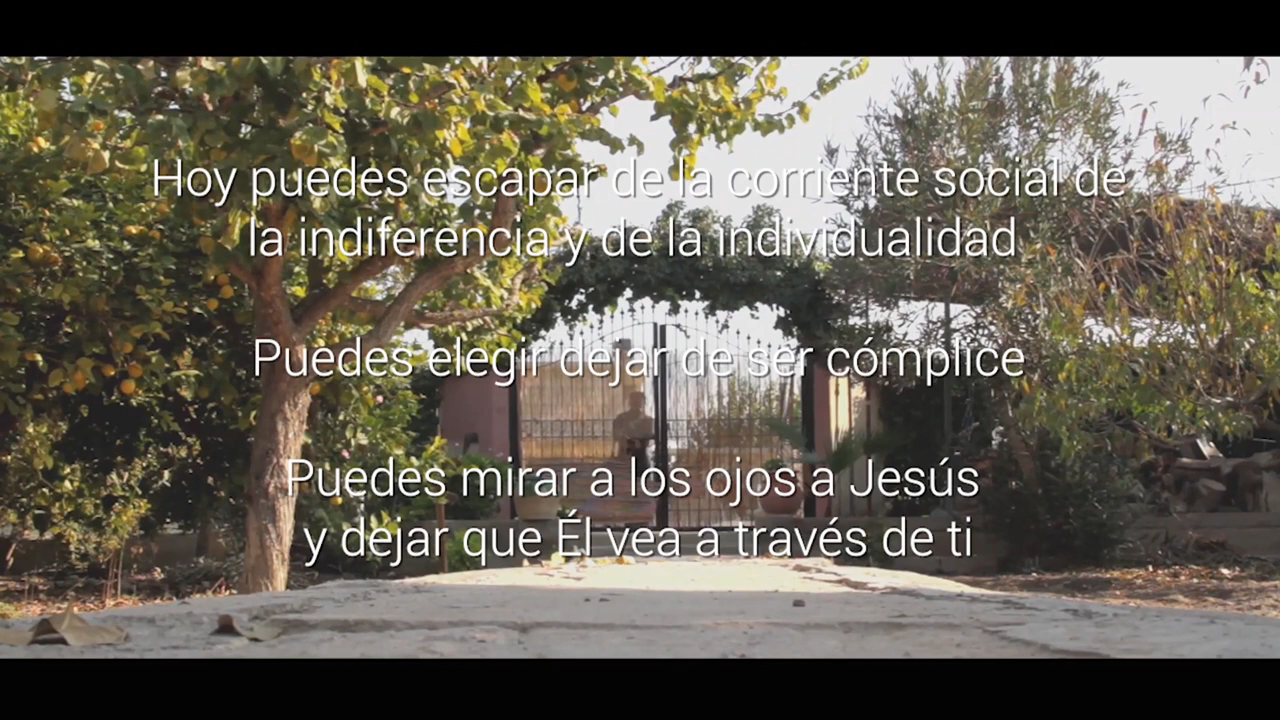 Hoy puedes escapar de la corriente social de
la indiferencia y de la individualidad
Puedes elegir dejar de ser cómplice
Puedes mirar a los ojos a Jesús
y dejar que Él vea a través de ti